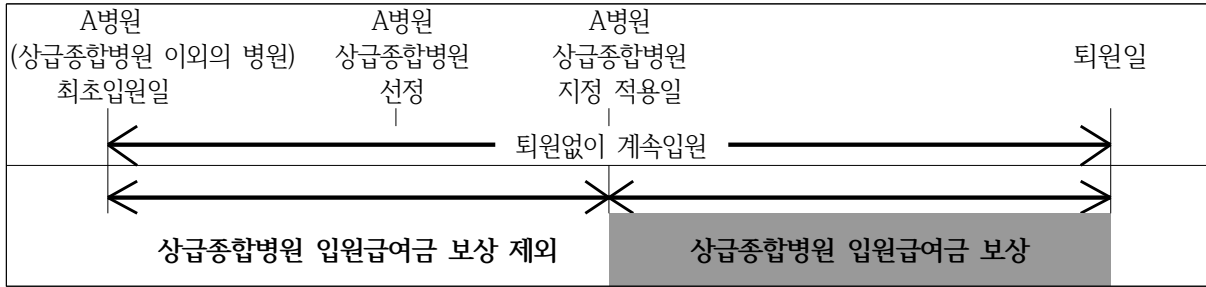 A병원
(상급종합병원 이외의 병원)
최초입원일
A병원
상급종합병원
선정
A병원
상급종합병원
지정 적용일
퇴원일
퇴원없이 계속입원
상급종합병원 입원급여금 보상 제외
상급종합병원 입원급여금 보상